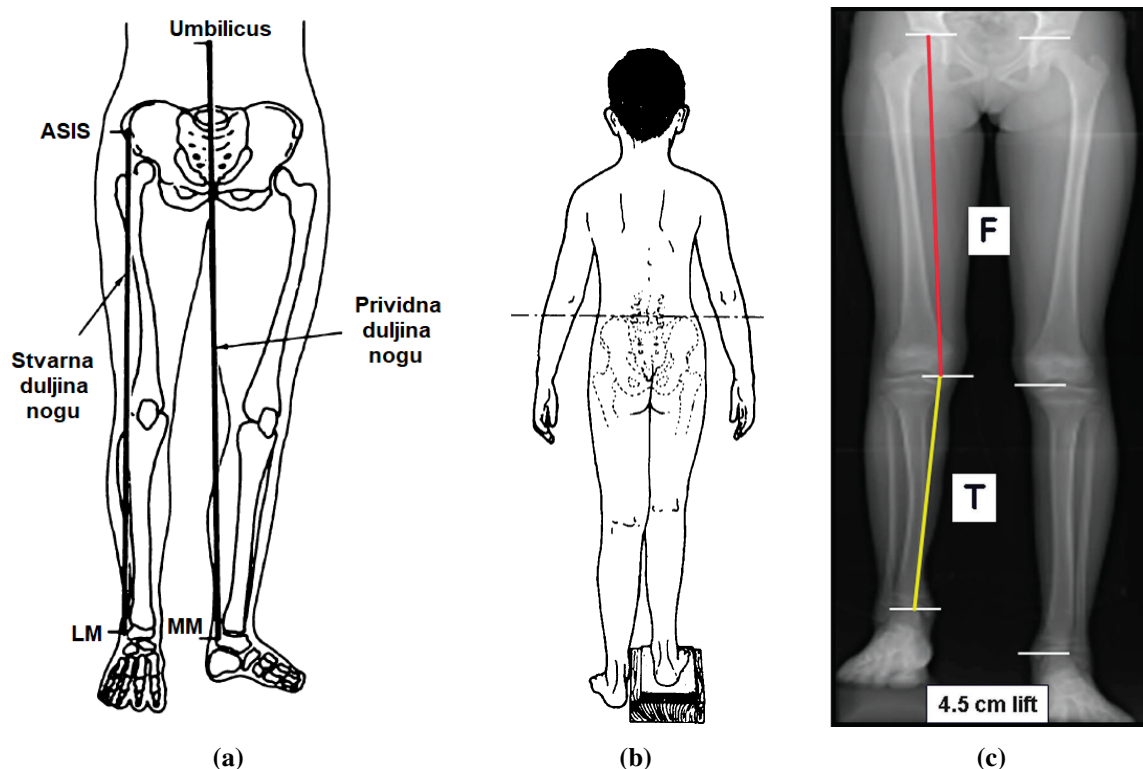 Umbilicus
ASIS
Stvarna
duljina
nogu
Prividna
duljina
nogu
LM
MM
(a)
(b)
F
T
4.5 cm lift
(c)